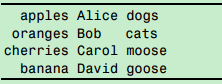 apples Alice dogs
 oranges Bob   cats
cherries Carol moose
  banana David goose